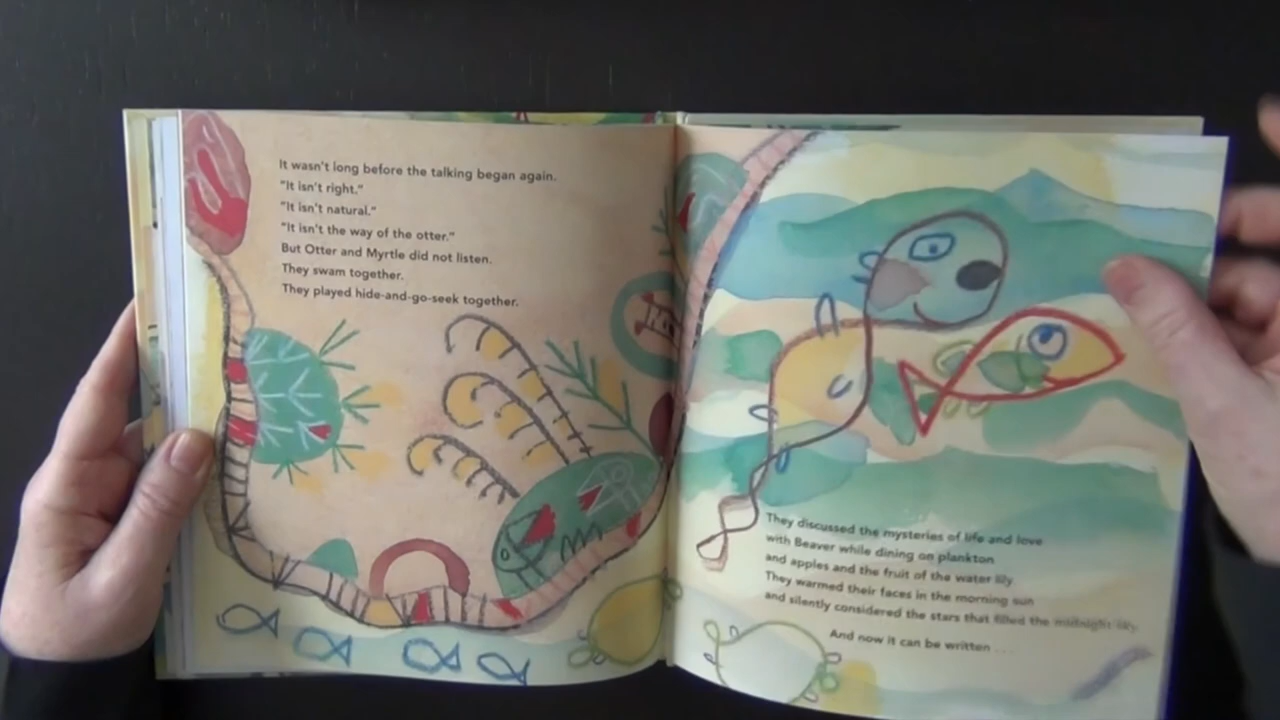 It wasn't long before the talking began again.
"It isn't right."
"It isn't natural."
"It isn't the way of the otter."
But Otter and Myrtle did not listen.
They swam together.
They played hide-and-go-seek together.
They discussed the mysteries of life and love
with Beaver while dining on plankton
and apples and the fruit of the water lily.
They warmed their faces in the morning sun
and silently considered the stars that filled the midnight sky.
And now it can be written . . .